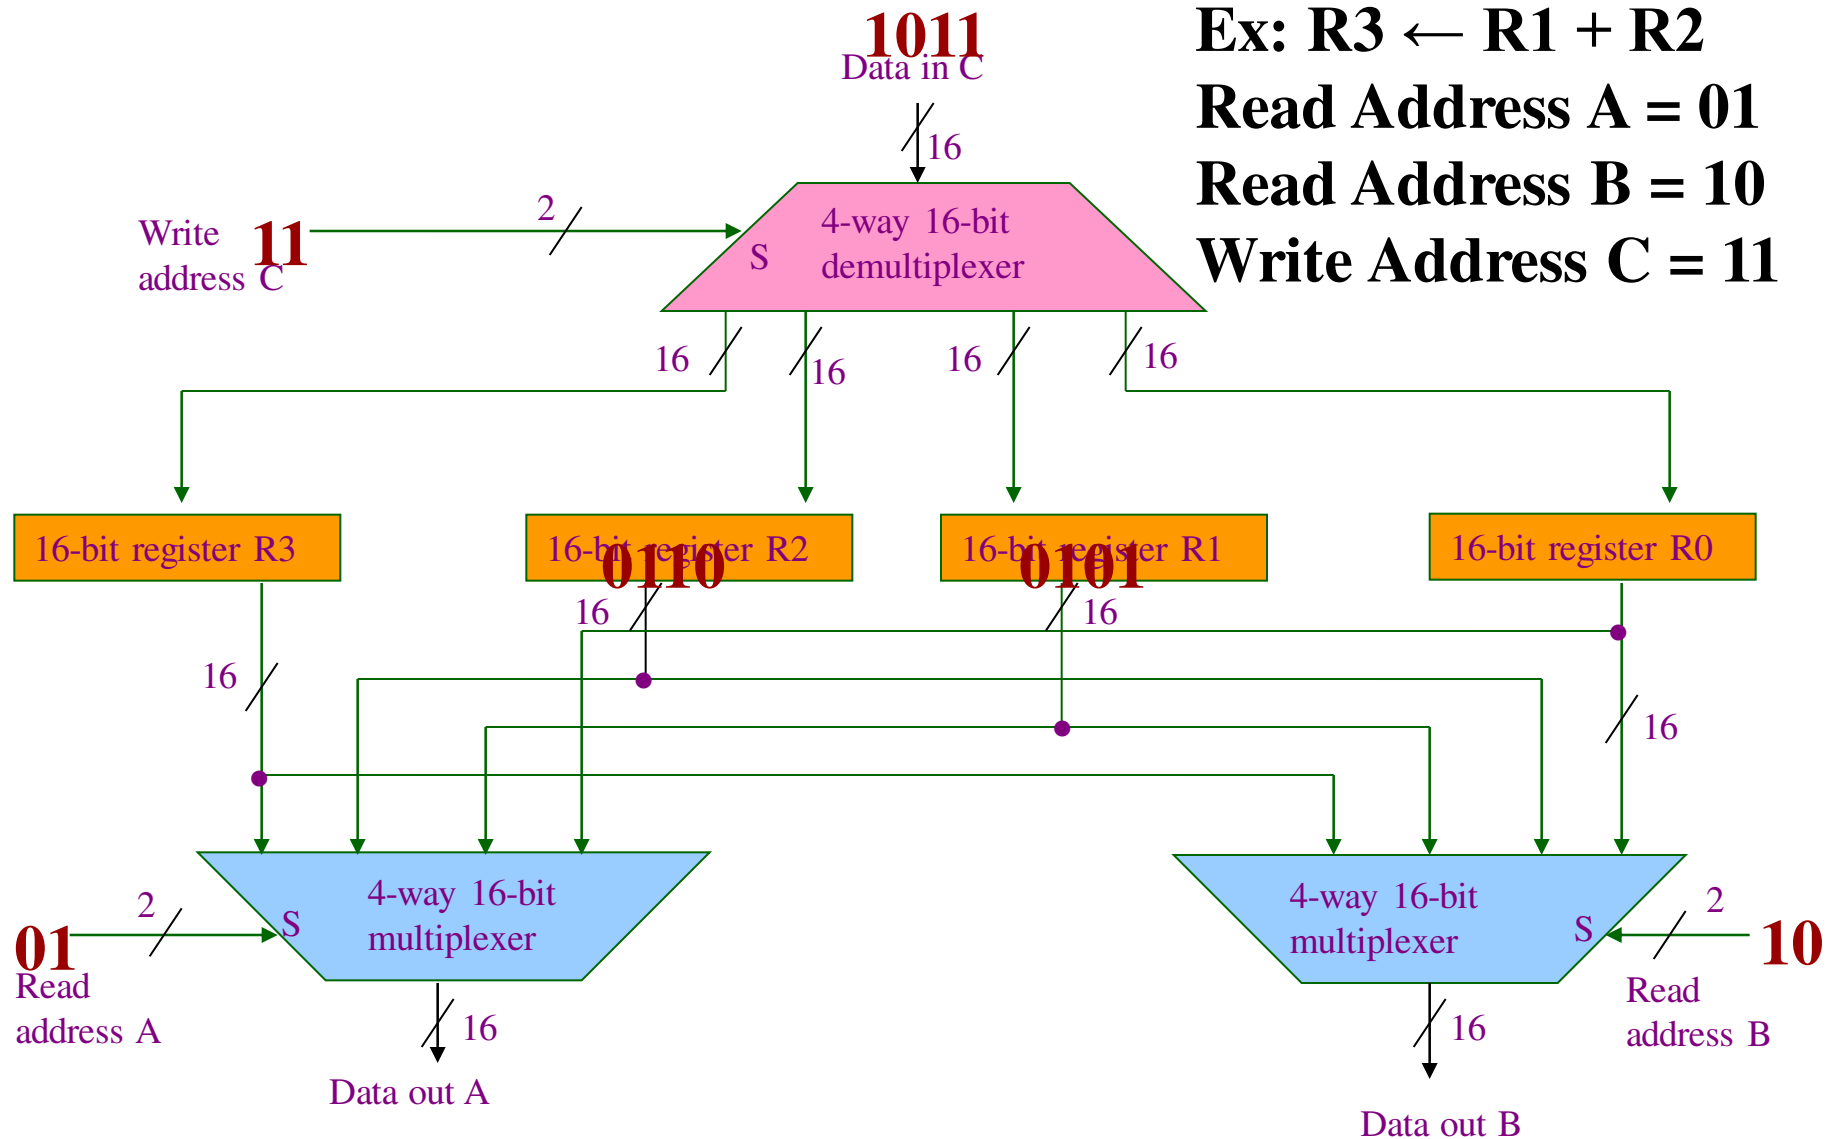 1011
Data in C
16
Ex: R3 ← R1 + R2
Read Address A = 01
Read Address B = 10
Write Address C = 11
Write
address C
11
2
S
4-way 16-bit
demultiplexer
16
16
16
16
16-bit register R3
16-bit register R2
0110
16-bit register R1
0101
16-bit register R0
16
16
16
16
2
S
4-way 16-bit
multiplexer
01
Read
address A
16
Data out A
4-way 16-bit
multiplexer
S
2
10
Read
address B
16
Data out B